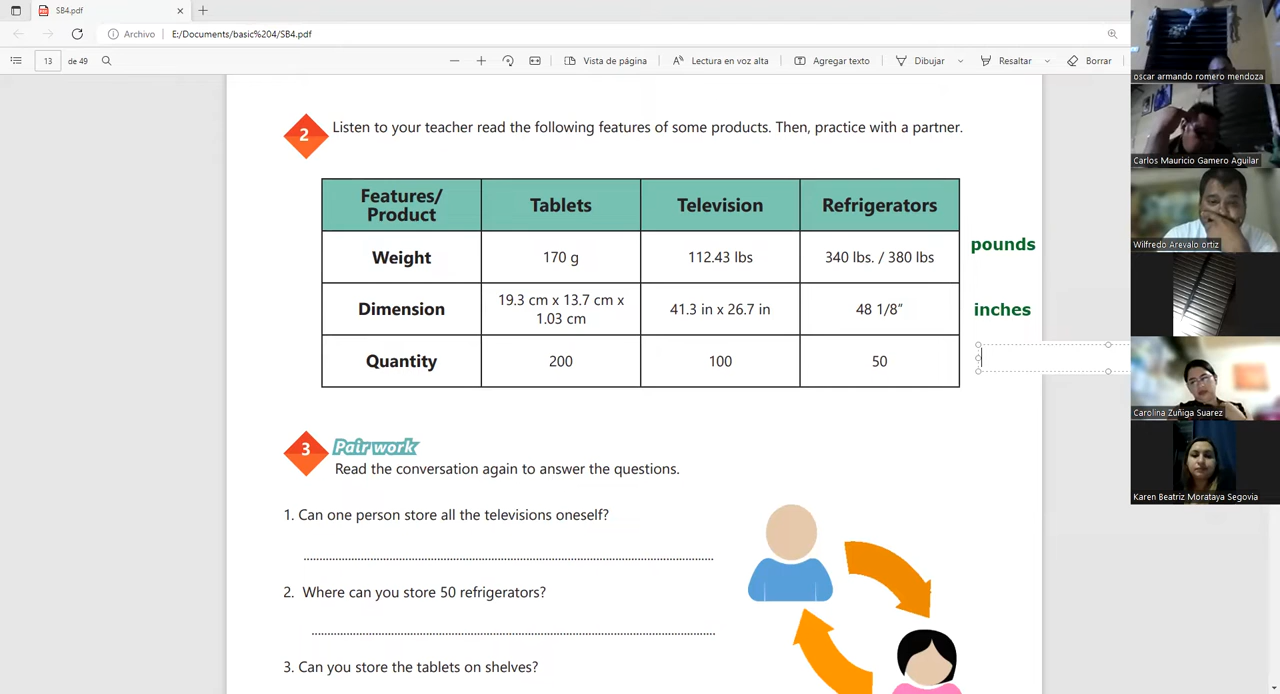 SB4.pdf
Archivo
E:/Documents/basic%204/SB4.pdf
13
de 49
Vista de página
Lectura en voz alta
Agregar texto
Dibujar
Resaltar
Borrar
2
Listen to your teacher read the following features of some products. Then, practice with a partner.
Features/
Product
Tablets
Television
Refrigerators
Weight
170 g
112.43 lbs
340 lbs. / 380 lbs
pounds
Dimension
19.3 cm x 13.7 cm x
1.03 cm
41.3 in x 26.7 in
48 1/8”
inches
Quantity
200
100
50
3
Pair work
Read the conversation again to answer the questions.
1. Can one person store all the televisions oneself?
2. Where can you store 50 refrigerators?
3. Can you store the tablets on shelves?
oscar armando romero mendoza
Carlos Mauricio Gamero Aguilar
Wilfredo Arevalo ortiz
Carolina Zuñiga Suarez
Karen Beatriz Morataya Segovia